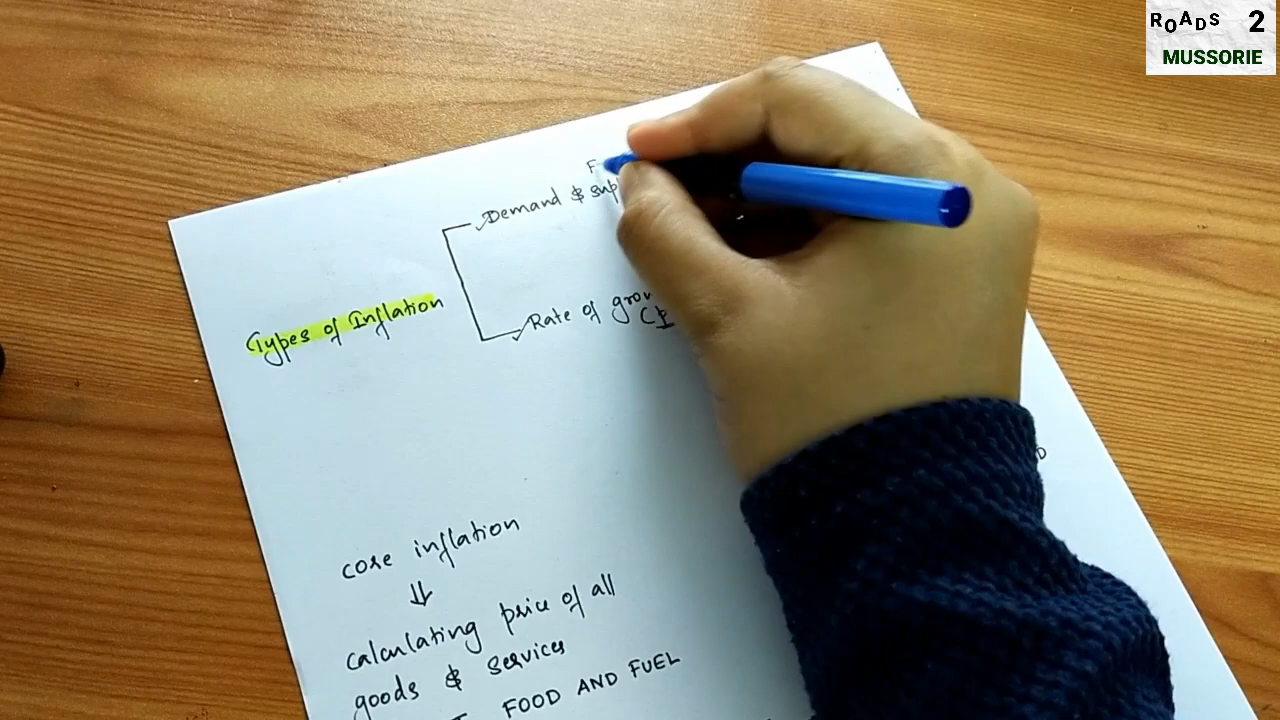 ROADS 2
MUSSORIE
F
Demand & sup
Types of Inflation
Rate of grow
CI
D
core inflation
⇓
calculating price of all
goods & services
FOOD AND FUEL